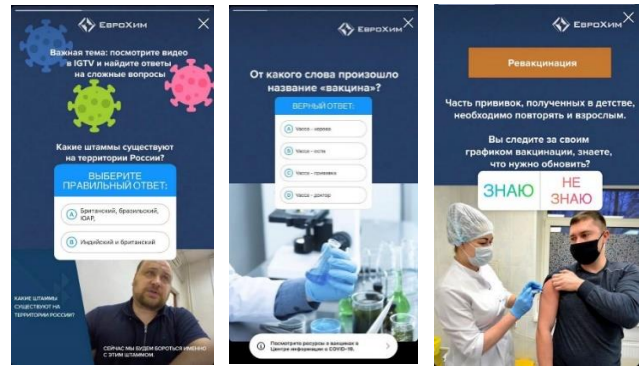 ЕвроХим
Важная тема: посмотрите видео
в IGTV и найдите ответы
на сложные вопросы
Какие штаммы существуют
на территории России?
ВЫБЕРИТЕ
ПРАВИЛЬНЫЙ ОТВЕТ:
A Британский, бразильский,
ЮАР,
B Индийский и британский
КАКИЕ ШТАММЫ
СУЩЕСТВУЮТ НА
ТЕРРИТОРИИ РОССИИ?
СЕЙЧАС МЫ БУДЕМ БОРОТЬСЯ ИМЕННО
С ЭТИМ ШТАММОМ.
ЕвроХим
От какого слова произошло
название «вакцина»?
ВЕРНЫЙ ОТВЕТ:
A Vacca -
B Vacca -
C Vacca - прививка
D Vacca - доктор
Посмотрите ресурсы о вакцинах в
Центре информации о COVID-19.
ЕвроХим
Ревакцинация
Часть прививок, полученных в детстве,
необходимо повторять и взрослым.
Вы следите за своим
графиком вакцинации, знаете,
что нужно обновить?
ЗНАЮ
НЕ
ЗНАЮ